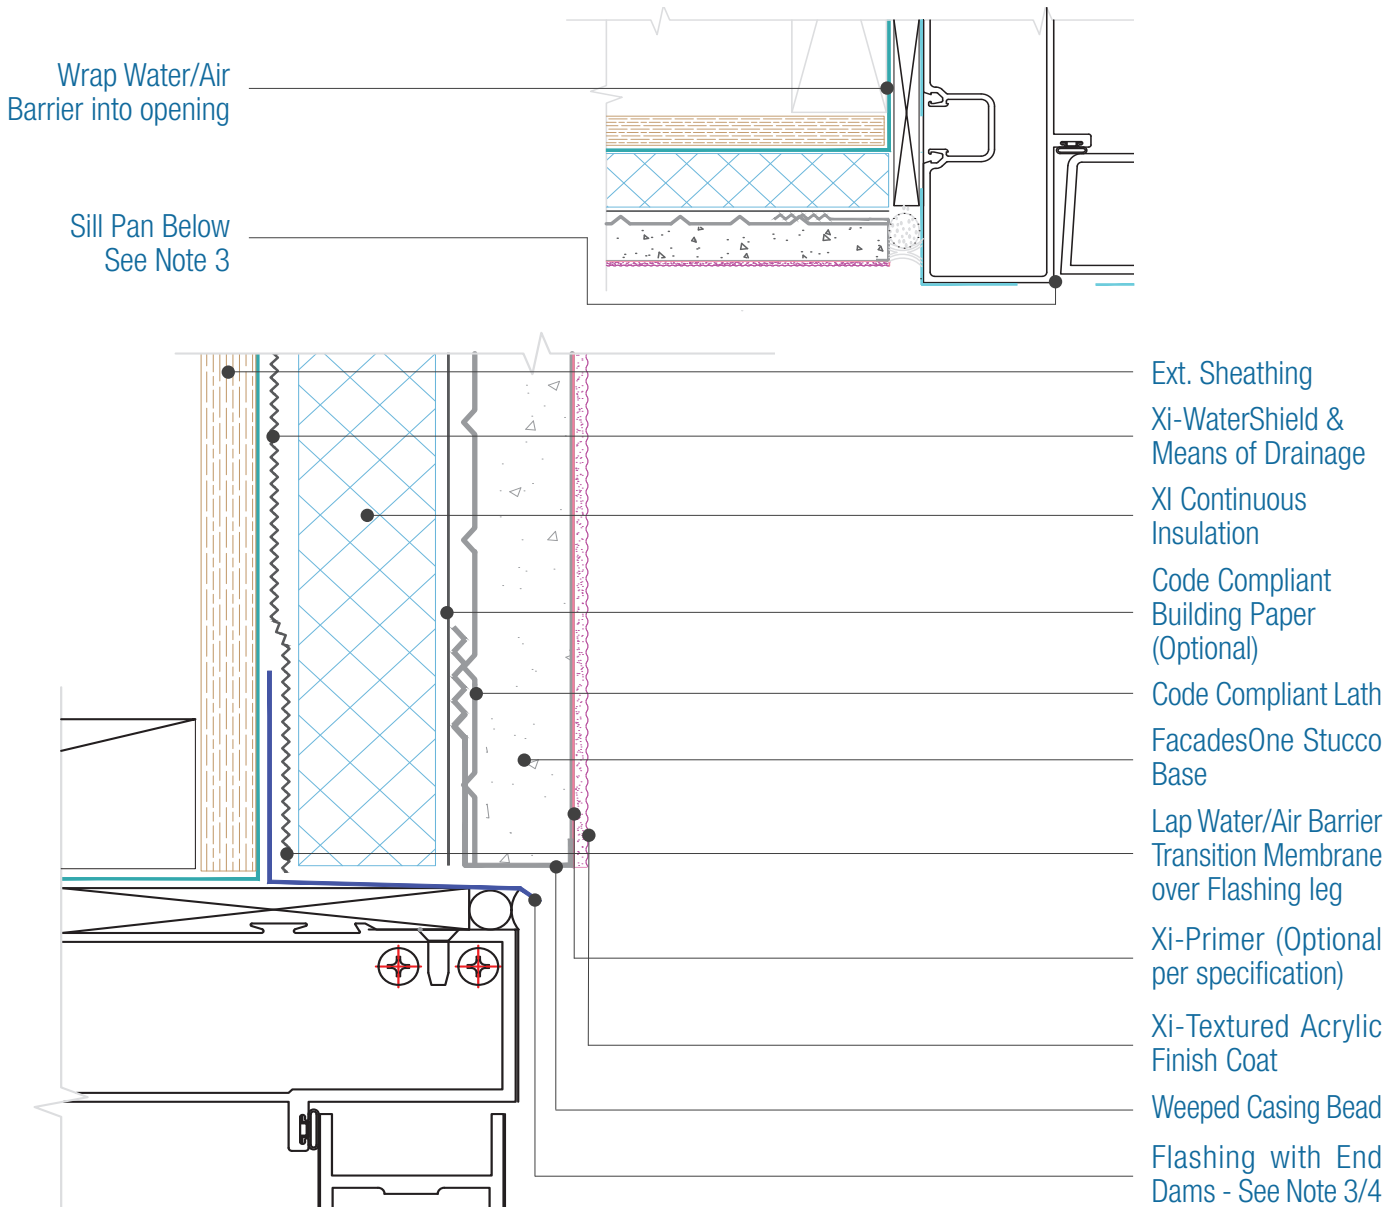 Wrap Water/Air
Barrier into opening
Sill Pan Below
See Note 3
Ext. Sheathing
Xi-WaterShield &
Means of Drainage
XI Continuous
Insulation
Code Compliant
Building Paper
(Optional)
Code Compliant Lath
FacadesOne Stucco
Base
Lap Water/Air Barrier
Transition Membrane
over Flashing leg
Xi-Primer (Optional
per specification)
Xi-Textured Acrylic
Finish Coat
Weeped Casing Bead
Flashing with End
Dams - See Note 3/4